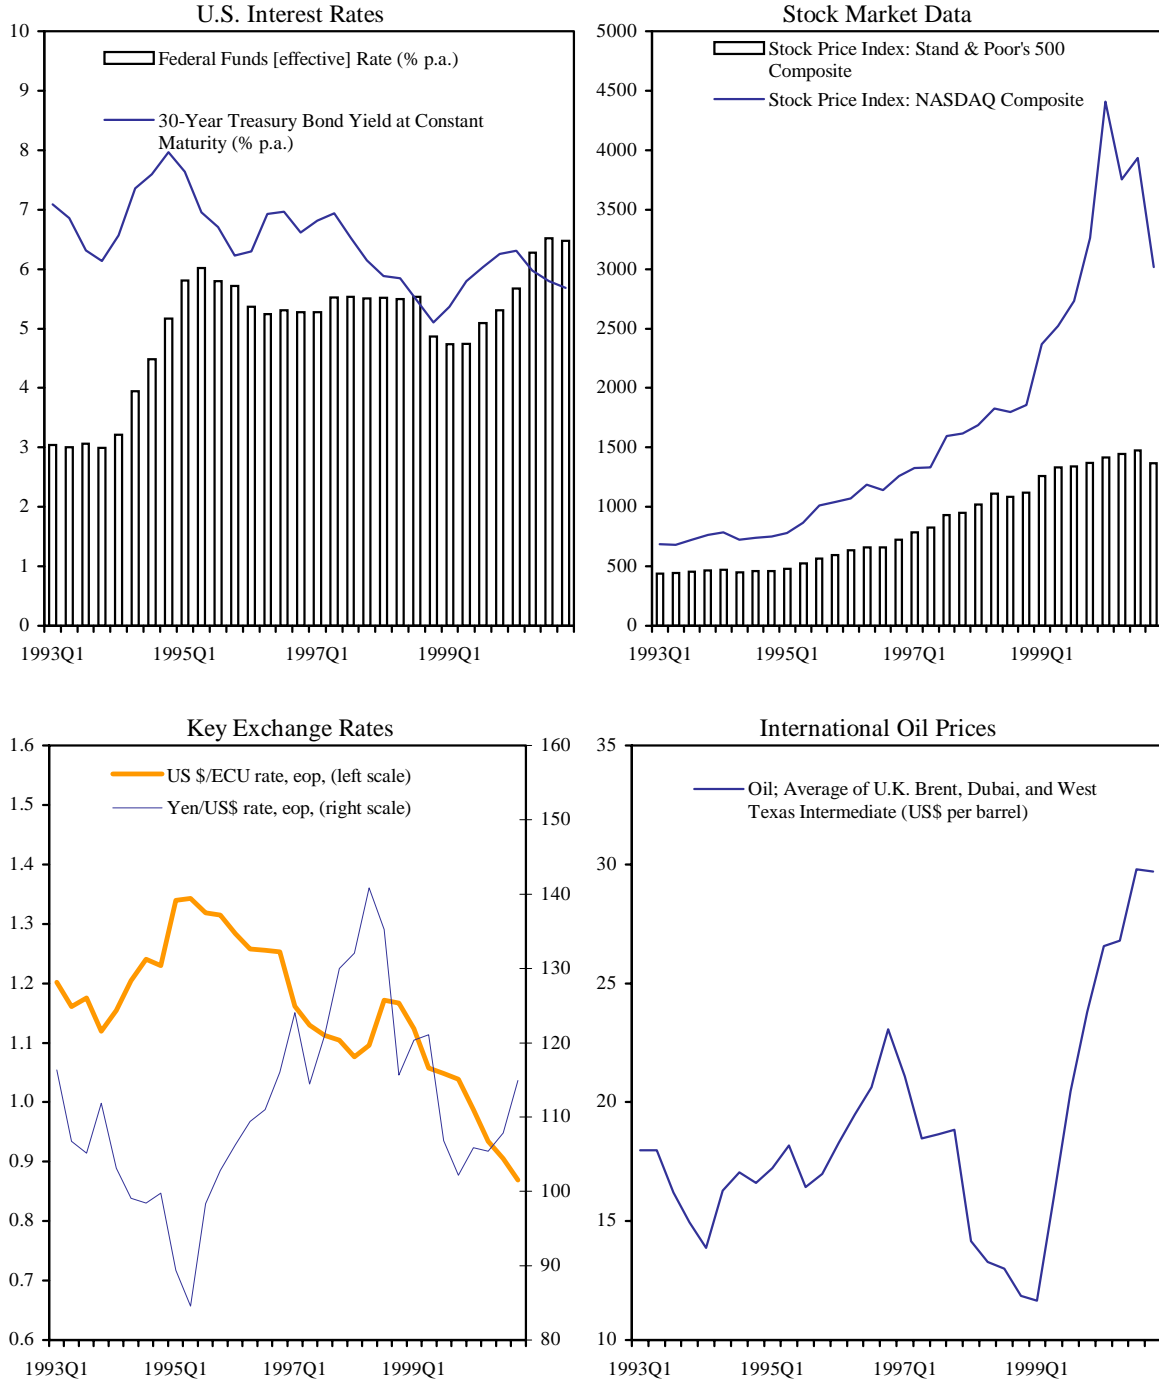 U.S. Interest Rates
10
9
8
7
6
5
4
3
2
1
0
Federal Funds [effective] Rate (% p.a.)
30-Year Treasury Bond Yield at Constant
Maturity (% p.a.)
1993Q1 1995Q1 1997Q1 1999Q1
Stock Market Data
5000
4500
4000
3500
3000
2500
2000
1500
1000
500
0
Stock Price Index: Stand & Poor's 500
Composite
Stock Price Index: NASDAQ Composite
1993Q1 1995Q1 1997Q1 1999Q1
Key Exchange Rates
1.6
1.5
1.4
1.3
1.2
1.1
1.0
0.9
0.8
0.7
0.6
US $/ECU rate, eop, (left scale)
Yen/US$ rate, eop, (right scale)
160
150
140
130
120
110
100
90
80
1993Q1 1995Q1 1997Q1 1999Q1
International Oil Prices
35
30
25
20
15
10
Oil; Average of U.K. Brent, Dubai, and West
Texas Intermediate (US$ per barrel)
1993Q1 1995Q1 1997Q1 1999Q1